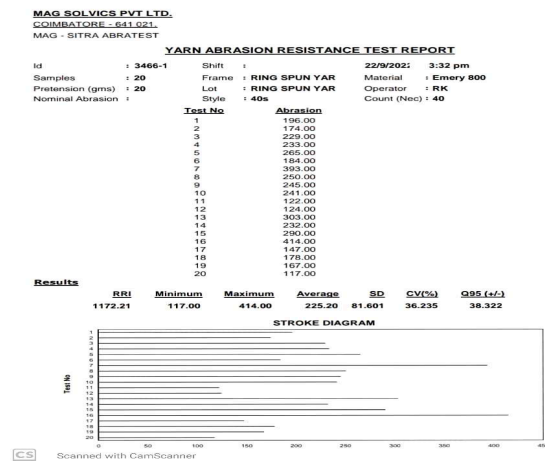 MAG SOLVICS PVT LTD.
COIMBATORE - 641 021.
MAG - SITRA ABRATEST
YARN ABRASION RESISTANCE TEST REPORT
Id : 3466-1 Shift : 22/9/2022 3:32 pm
Samples : 20 Frame : RING SPUN YAR Material : Emery 800
Pretension (gms) : 20 Lot : RING SPUN YAR Operator : RK
Nominal Abrasion : Style : 40s Count (Nec) : 40
Test No Abrasion
1 196.00
2 174.00
3 229.00
4 233.00
5 265.00
6 184.00
7 393.00
8 250.00
9 245.00
10 241.00
11 122.00
12 124.00
13 303.00
14 232.00
15 290.00
16 414.00
17 147.00
18 178.00
19 167.00
20 117.00
Results
RRI Minimum Maximum Average SD CV(%) Q95 (+/-)
1172.21 117.00 414.00 225.20 81.601 36.235 38.322
STROKE DIAGRAM
Test No
1
2
3
4
5
6
7
8
9
10
11
12
13
14
15
16
17
18
19
20
0 50 100 150 200 250 300 350 400 45
CS Scanned with CamScanner